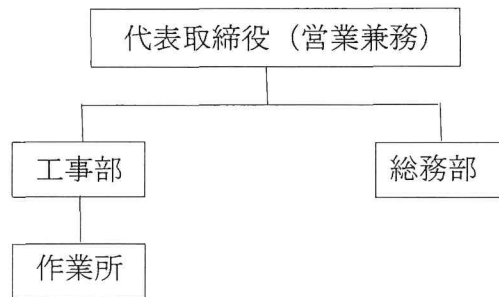 代表取締役（営業兼務）
工事部
総務部
作業所